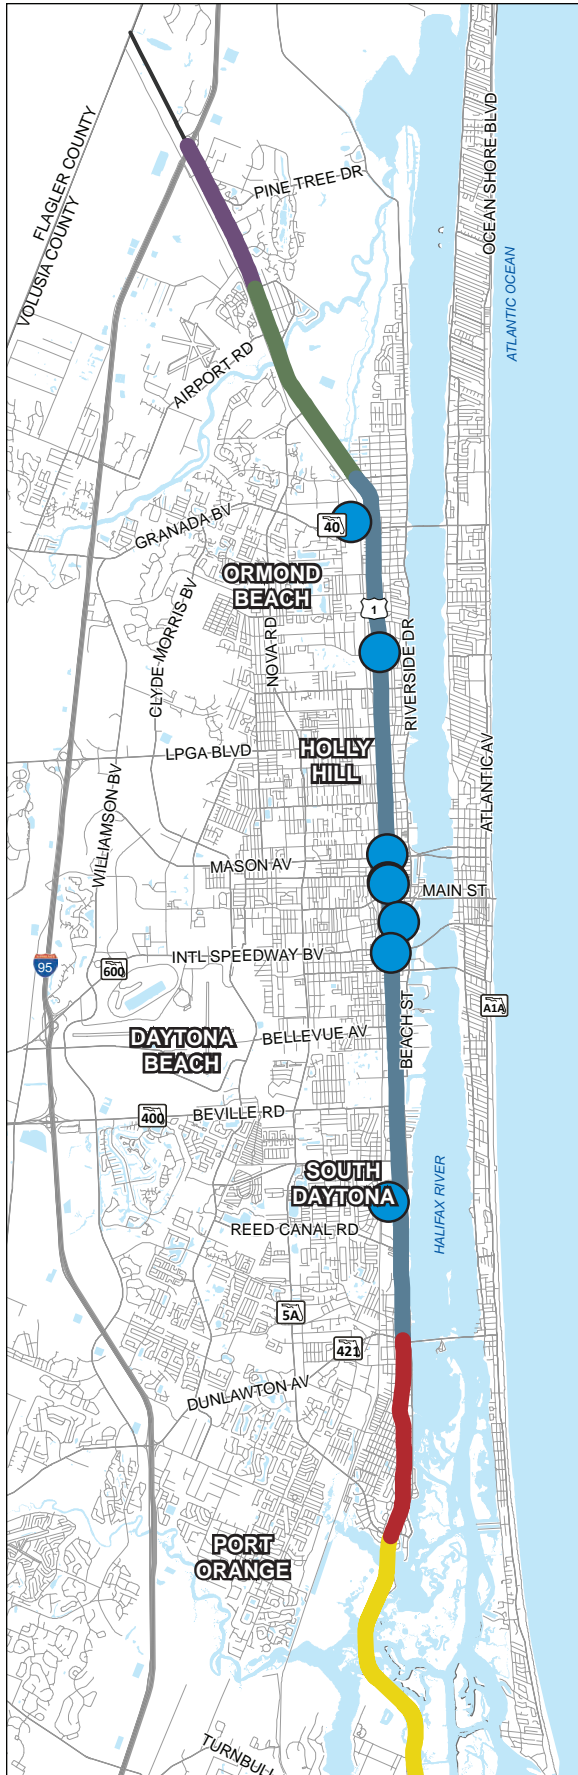 OCEAN SHORE BLVD
FLAGLER COUNTY
VOLUSIA COUNTY
PINE TREE DR
ATLANTIC OCEAN
AIRPORT RD
GRANADA BV
40
ORMOND
BEACH
1
CLYDE MORRIS BV
NOVA RD
RIVERSIDE DR
LPGA BLVD
HOLLY
HILL
ATLANTIC AV
WILLIAMSON BV
MASON AV
MAIN ST
INTL SPEEDWAY BV
95
600
A1A
BEACH ST
DAYTONA
BEACH
BELLEVUE AV
400
BEVILLE RD
SOUTH
DAYTONA
HALIFAX RIVER
REED CANAL RD
5A
421
DUNLAWTON AV
PORT
ORANGE
TURNBULL